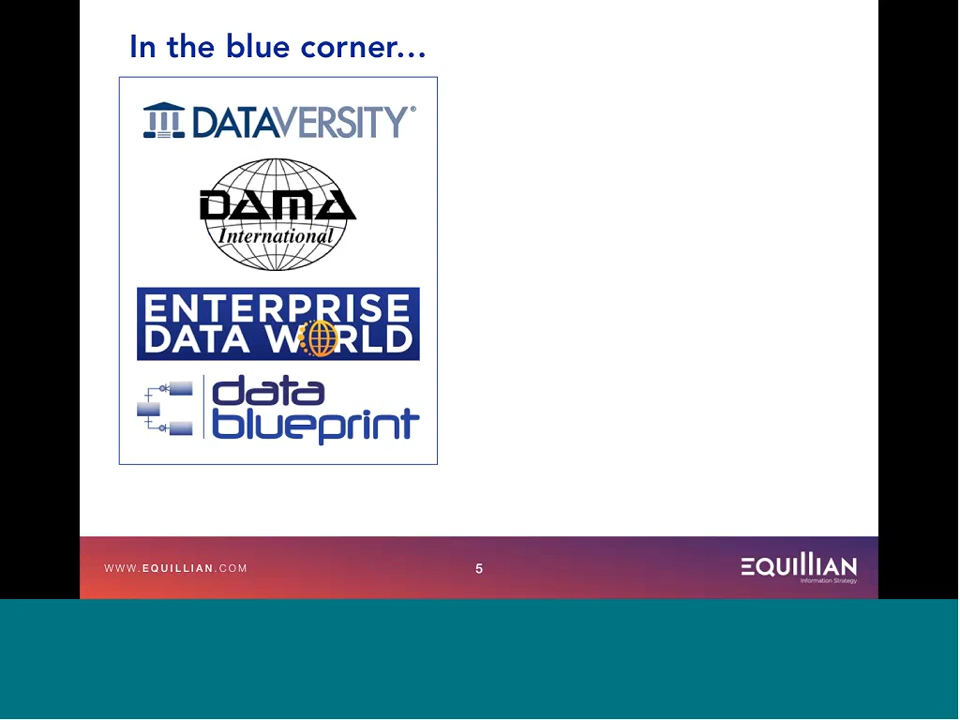 In the blue corner...
DATAVERSITY®
DAMA
International
ENTERPRISE
DATA WORLD
data
blueprint
WWW.EQUILLIAN.COM
5
EQUILLIAN
Information Strategy